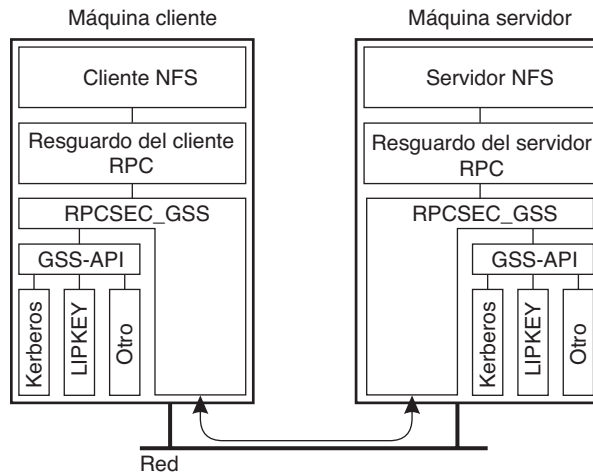 Máquina cliente
Cliente NFS
Resguardo del cliente
RPC
RPCSEC_GSS
GSS-API
Kerberos
LIPKEY
Otro
Máquina servidor
Servidor NFS
Resguardo del servidor
RPC
RPCSEC_GSS
GSS-API
Kerberos
LIPKEY
Otro
Red